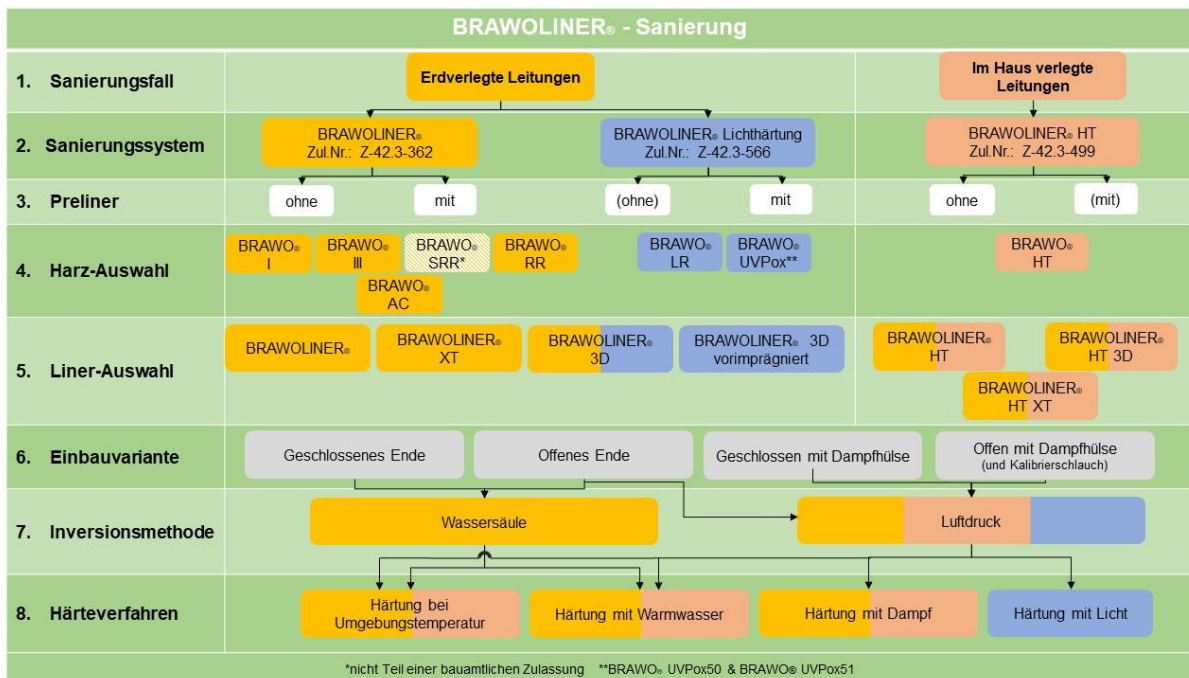 BRAWOLINER® - Sanierung
1. Sanierungsfall
Erdverlegte Leitungen
Im Haus verlegte
Leitungen
2. Sanierungssystem
BRAWOLINER®
Zul.Nr.: Z-42.3-362
BRAWOLINER® Lichthärtung
Zul.Nr.: Z-42.3-566
BRAWOLINER® HT
Zul.Nr.: Z-42.3-499
3. Preliner
ohne
mit
(ohne)
mit
ohne
(mit)
4. Harz-Auswahl
BRAWO®
I
BRAWO®
III
BRAWO®
SRR*
BRAWO®
RR
BRAWO®
AC
BRAWO®
LR
BRAWO®
UVPox**
BRAWO®
HT
5. Liner-Auswahl
BRAWOLINER®
BRAWOLINER®
XT
BRAWOLINER®
3D
BRAWOLINER® 3D
vorimprägniert
BRAWOLINER®
HT
BRAWOLINER®
HT 3D
BRAWOLINER®
HT XT
6. Einbauvariante
Geschlossenes Ende
Offenes Ende
Geschlossen mit Dampfhülse
Offen mit Dampfhülse
(und Kalibrierschlauch)
7. Inversionsmethode
Wassersäule
Luftdruck
8. Härteverfahren
Härtung bei
Umgebungstemperatur
Härtung mit Warmwasser
Härtung mit Dampf
Härtung mit Licht
*nicht Teil einer bauamtlichen Zulassung **BRAWO® UVPox50 & BRAWO® UVPox51